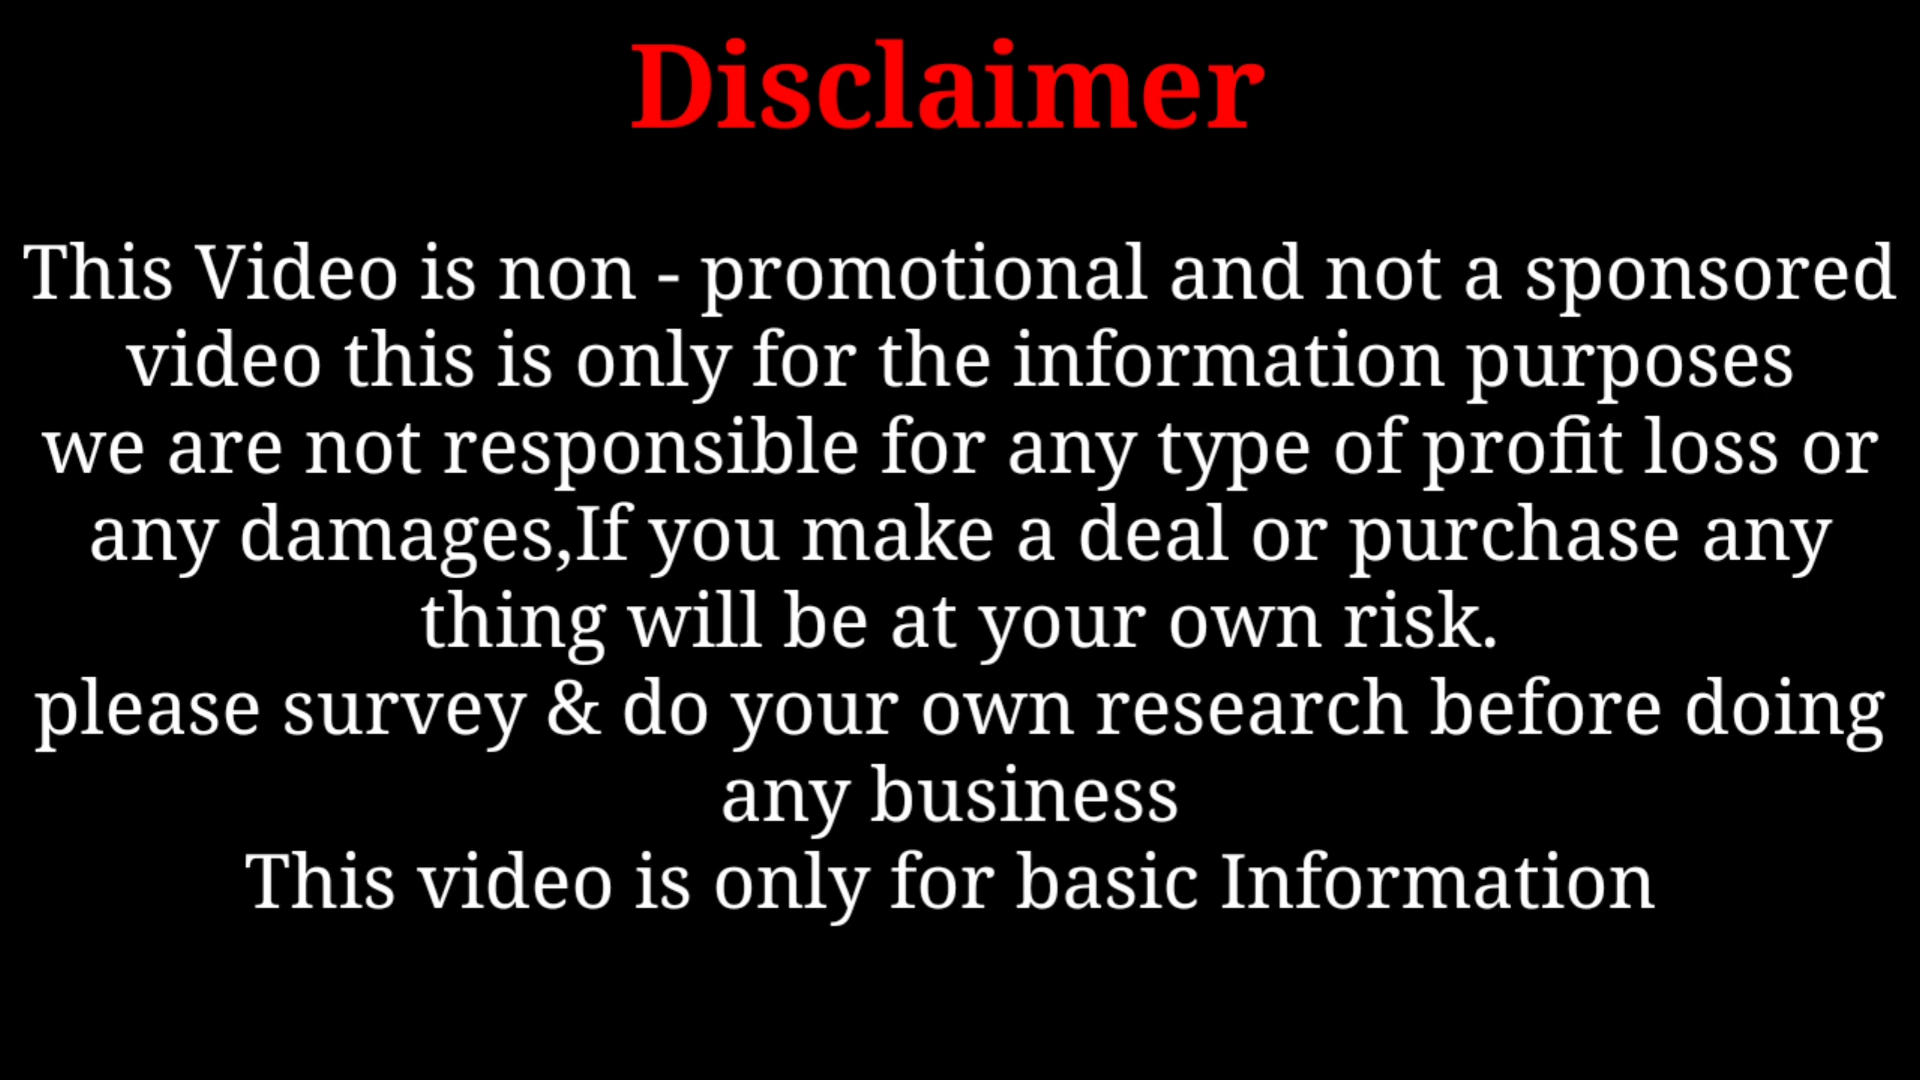 Disclaimer
This Video is non - promotional and not a sponsored
video this is only for the information purposes
we are not responsible for any type of profit loss or
any damages,If you make a deal or purchase any
thing will be at your own risk.
please survey & do your own research before doing
any business
This video is only for basic Information